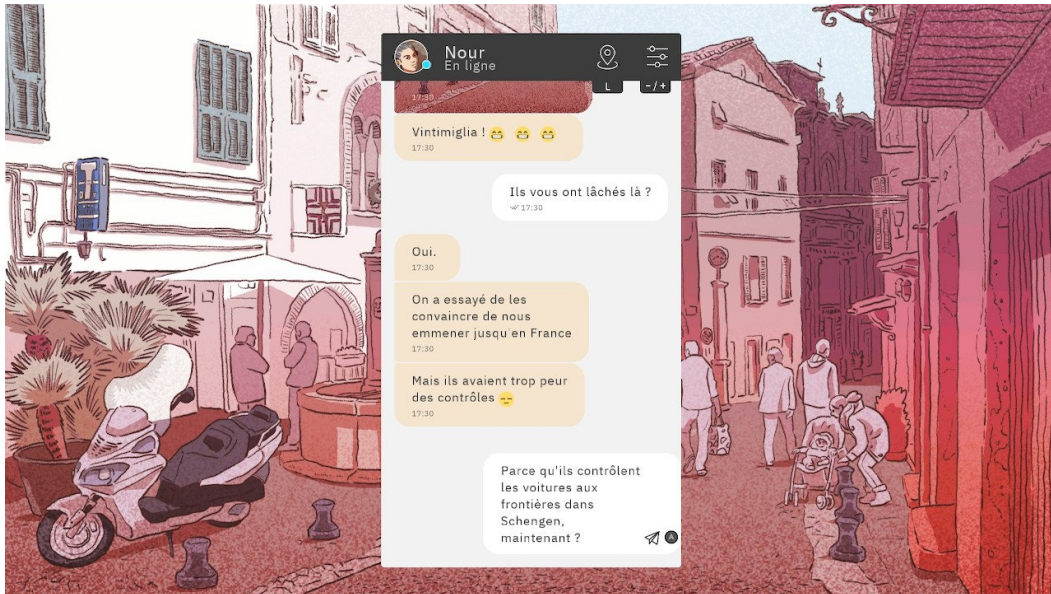 Nour
En ligne
L
-/+
17:30
Vintimiglia ! 😁 😁 😁
17:30
Ils vous ont lâchés là ?
17:30
Oui.
17:30
On a essayé de les
convaincre de nous
emmener jusqu'en France
17:30
Mais ils avaient trop peur
des contrôles 😑
17:30
Parce qu'ils contrôlent
les voitures aux
frontières dans
Schengen,
maintenant ?
A